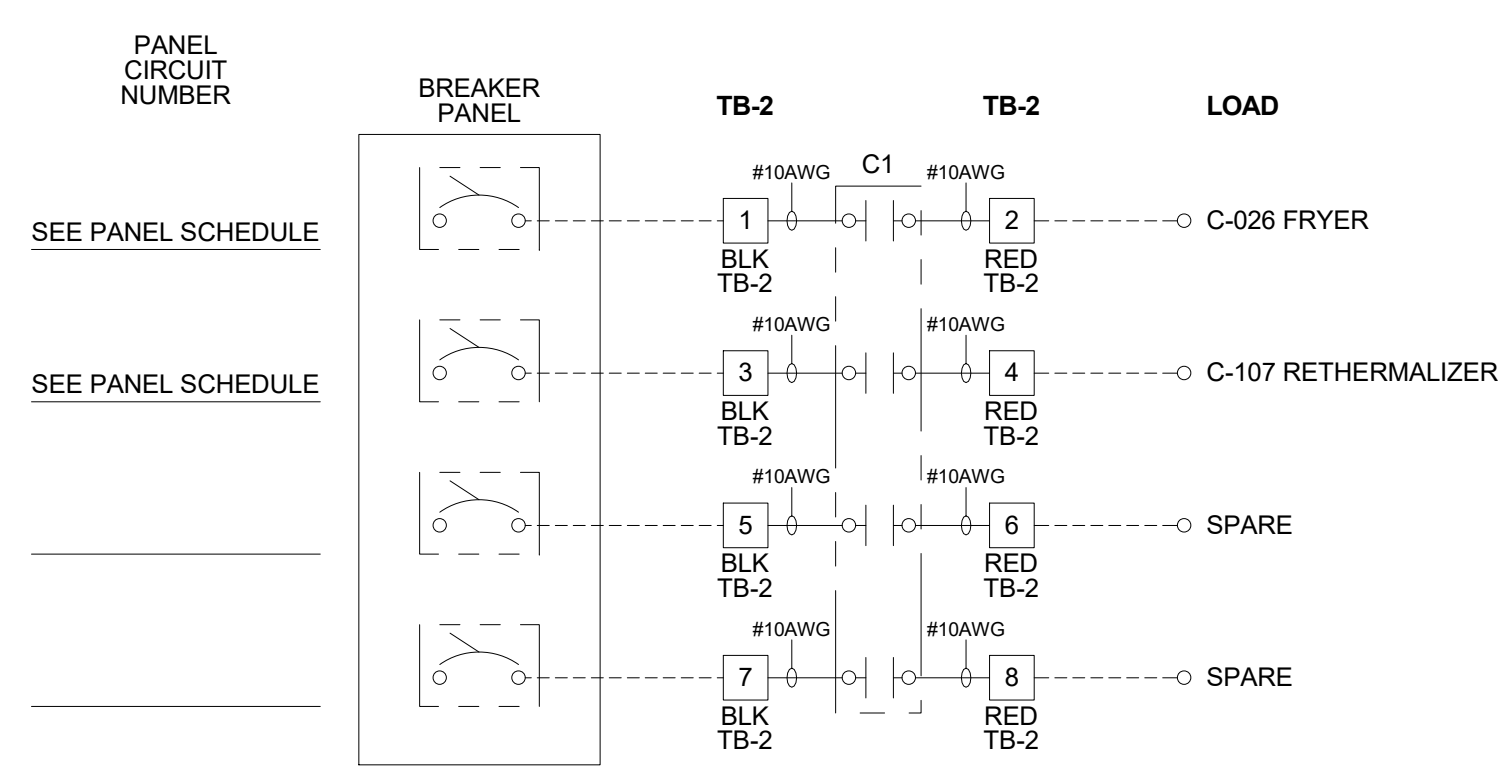 PANEL
CIRCUIT
NUMBER
BREAKER
PANEL
TB-2
TB-2
LOAD
#10AWG
C1
#10AWG
SEE PANEL SCHEDULE
1
2
C-026 FRYER
BLK
TB-2
RED
TB-2
#10AWG
#10AWG
SEE PANEL SCHEDULE
3
4
C-107 RETHERMALIZER
BLK
TB-2
RED
TB-2
#10AWG
#10AWG
5
6
SPARE
BLK
TB-2
RED
TB-2
#10AWG
#10AWG
7
8
SPARE
BLK
TB-2
RED
TB-2